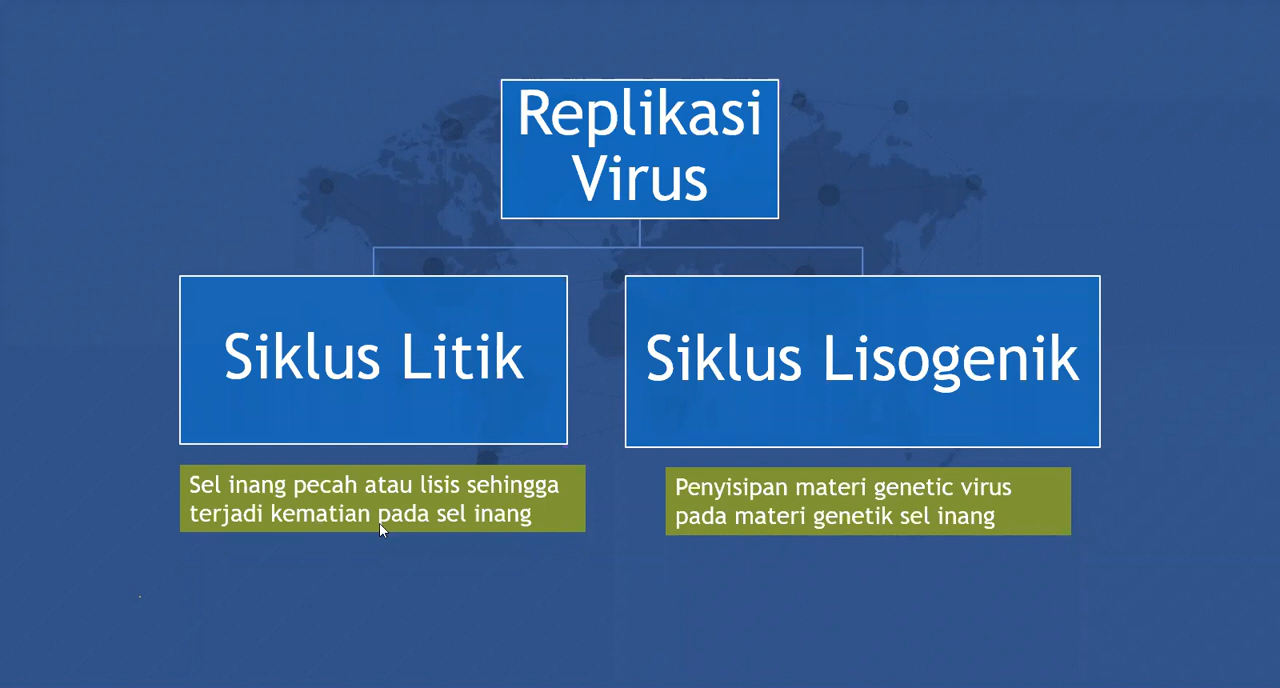 Replikasi
Virus
Siklus Litik
Siklus Lisogenik
Sel inang pecah atau lisis sehingga
terjadi kematian pada sel inang
Penyisipan materi genetic virus
pada materi genetik sel inang